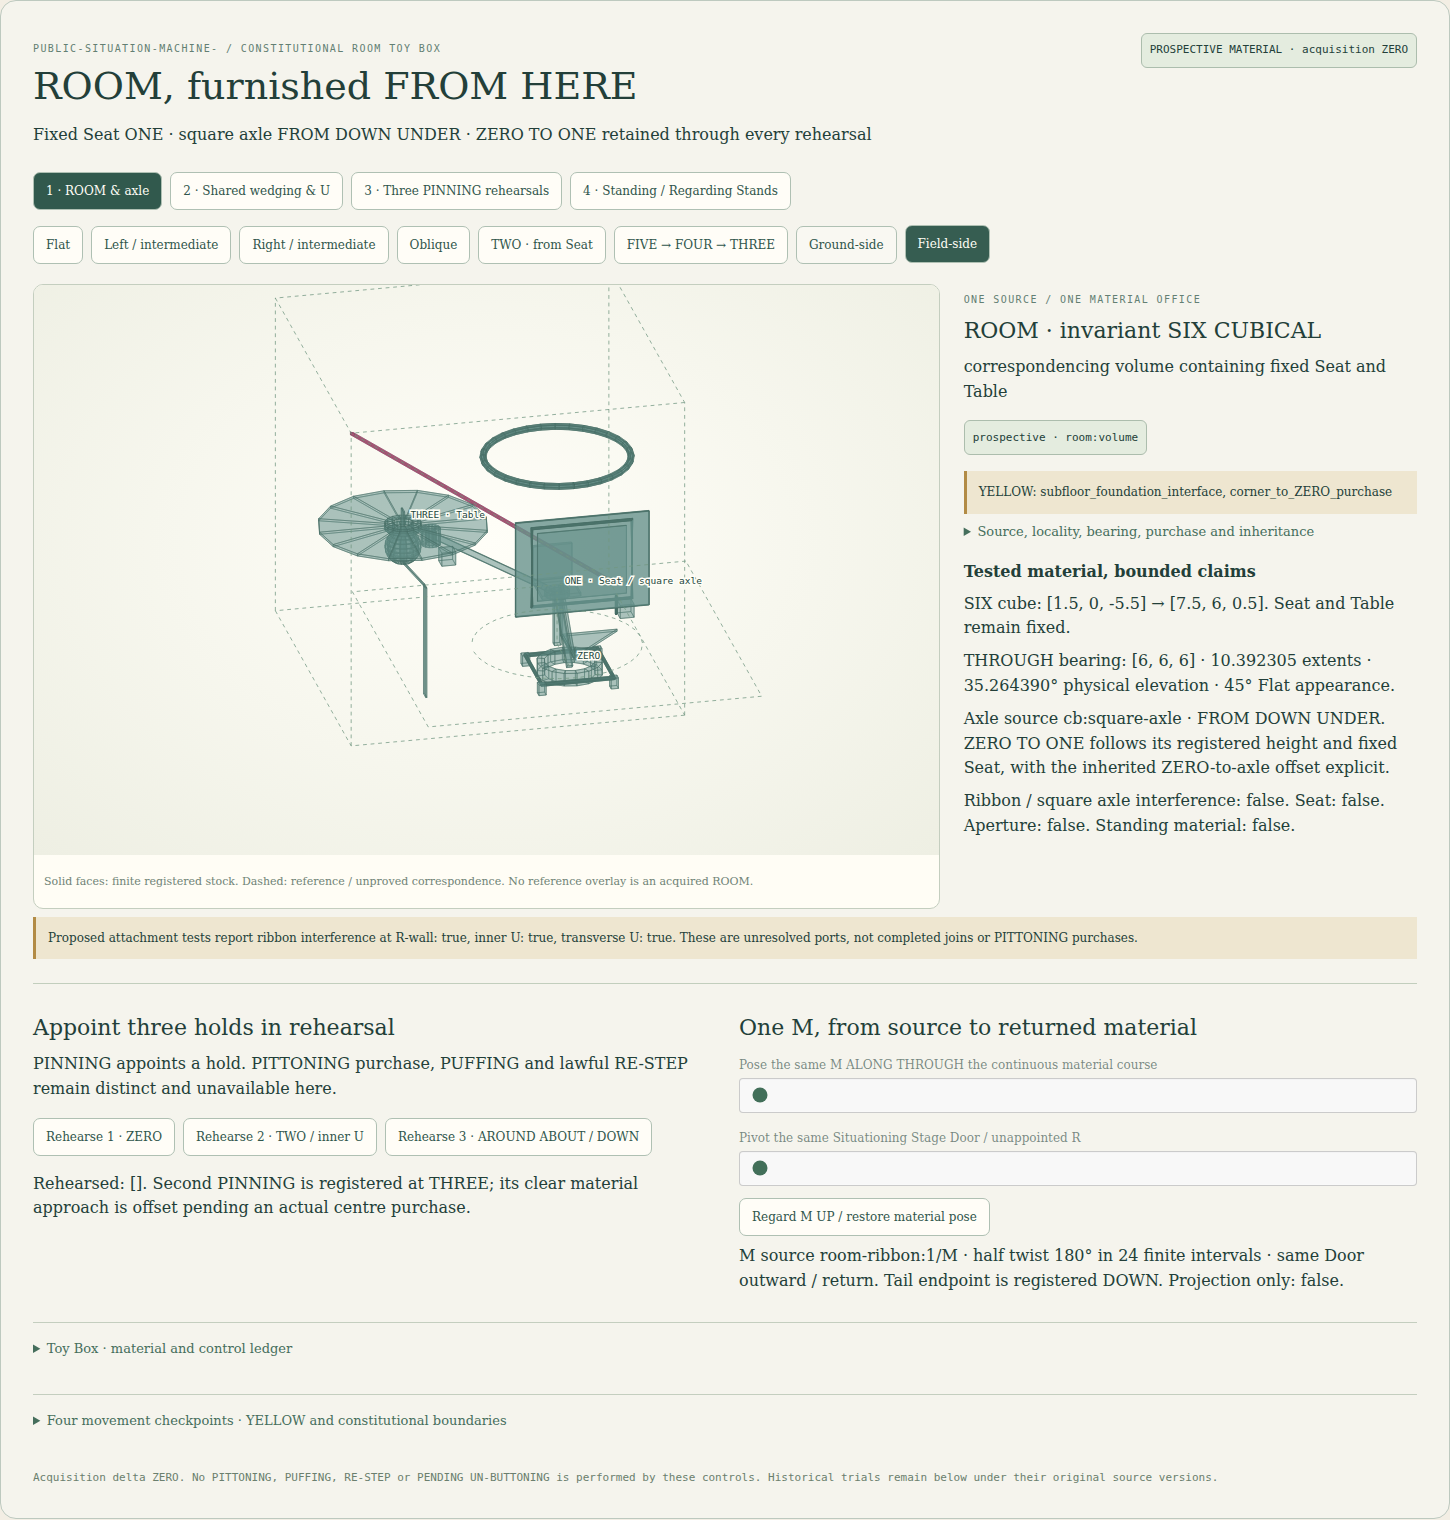 PUBLIC-SITUATION-MACHINE- / CONSTITUTIONAL ROOM TOY BOX
PROSPECTIVE MATERIAL · acquisition ZERO
ROOM, furnished FROM HERE
Fixed Seat ONE · square axle FROM DOWN UNDER · ZERO TO ONE retained through every rehearsal
1 · ROOM & axle
2 · Shared wedging & U
3 · Three PINNING rehearsals
4 · Standing / Regarding Stands
Flat
Left / intermediate
Right / intermediate
Oblique
TWO · from Seat
FIVE → FOUR → THREE
Ground-side
Field-side
THREE · Table
ONE · Seat / square axle
ZERO
Solid faces: finite registered stock. Dashed: reference / unproved correspondence. No reference overlay is an acquired ROOM.
ONE SOURCE / ONE MATERIAL OFFICE
ROOM · invariant SIX CUBICAL
correspondencing volume containing fixed Seat and
Table
prospective · room:volume
YELLOW: subfloor_foundation_interface, corner_to_ZERO_purchase
▶ Source, locality, bearing, purchase and inheritance
Tested material, bounded claims
SIX cube: [1.5, 0, -5.5] → [7.5, 6, 0.5]. Seat and Table
remain fixed.
THROUGH bearing: [6, 6, 6] · 10.392305 extents ·
35.264390° physical elevation · 45° Flat appearance.
Axle source cb:square-axle · FROM DOWN UNDER.
ZERO TO ONE follows its registered height and fixed
Seat, with the inherited ZERO-to-axle offset explicit.
Ribbon / square axle interference: false. Seat: false.
Aperture: false. Standing material: false.
Proposed attachment tests report ribbon interference at R-wall: true, inner U: true, transverse U: true. These are unresolved ports, not completed joins or PITTONING purchases.
Appoint three holds in rehearsal
PINNING appoints a hold. PITTONING purchase, PUFFING and lawful RE-STEP
remain distinct and unavailable here.
Rehearse 1 · ZERO
Rehearse 2 · TWO / inner U
Rehearse 3 · AROUND ABOUT / DOWN
Rehearsed: []. Second PINNING is registered at THREE; its clear material
approach is offset pending an actual centre purchase.
One M, from source to returned material
Pose the same M ALONG THROUGH the continuous material course
Pivot the same Situationing Stage Door / unappointed R
Regard M UP / restore material pose
M source room-ribbon:1/M · half twist 180° in 24 finite intervals · same Door
outward / return. Tail endpoint is registered DOWN. Projection only: false.
▶ Toy Box · material and control ledger
▶ Four movement checkpoints · YELLOW and constitutional boundaries
Acquisition delta ZERO. No PITTONING, PUFFING, RE-STEP or PENDING UN-BUTTONING is performed by these controls. Historical trials remain below under their original source versions.